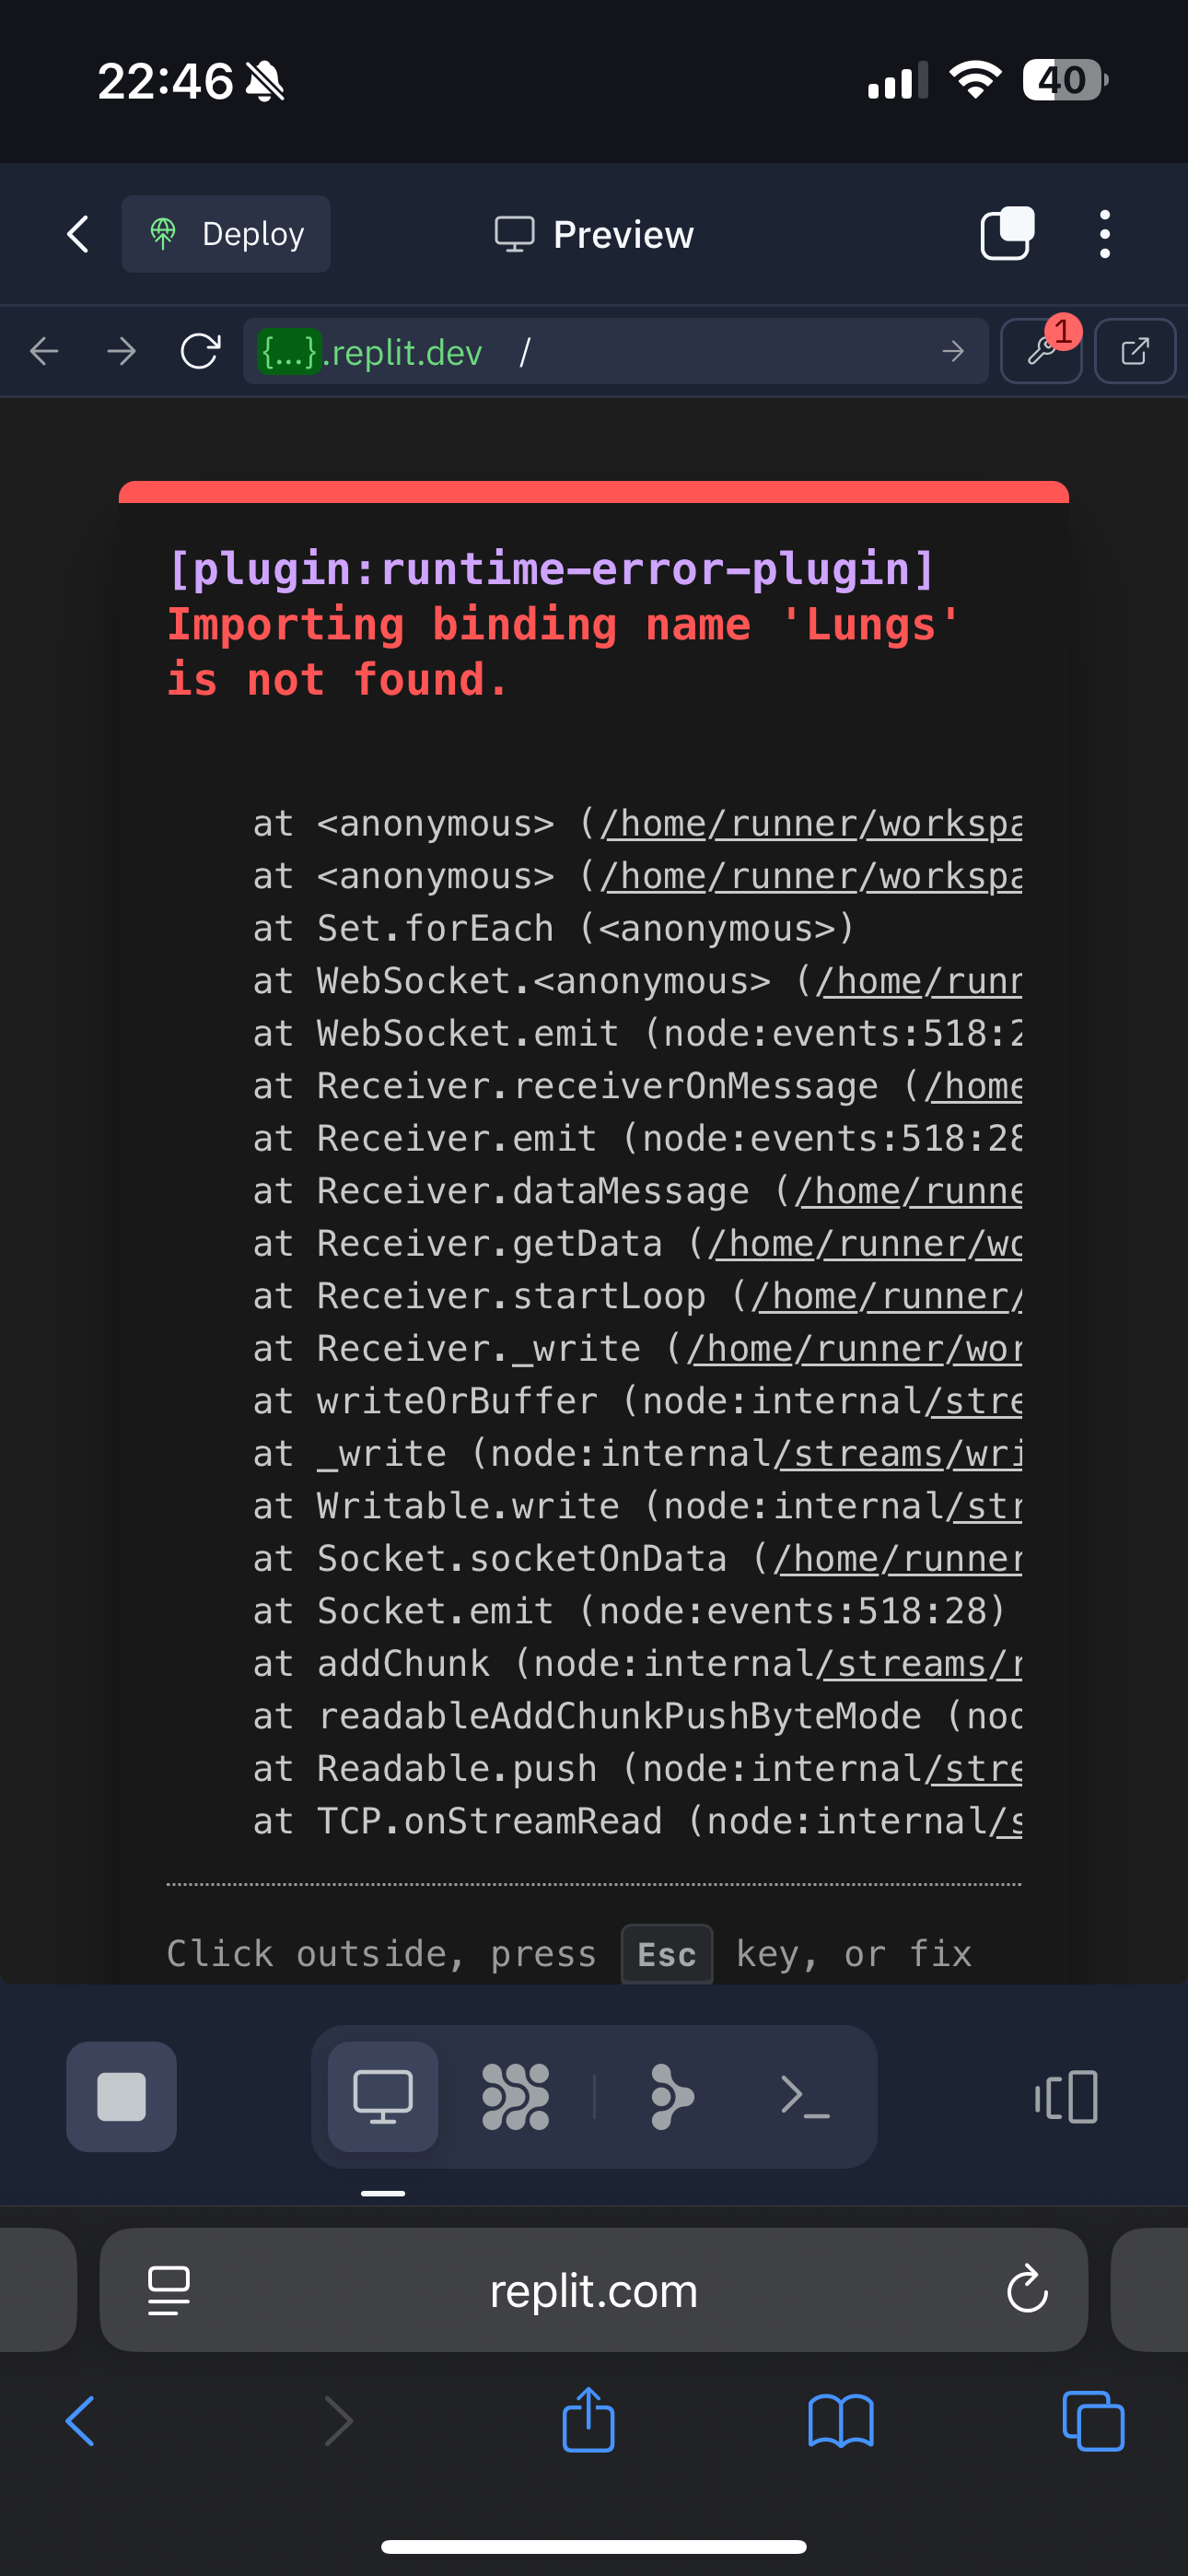 22:46
40
Deploy
Preview
{...}.replit.dev /
1
[plugin:runtime-error-plugin]
Importing binding name 'Lungs'
is not found.
at <anonymous> (/home/runner/workspa
at <anonymous> (/home/runner/workspa
at Set.forEach (<anonymous>)
at WebSocket.<anonymous> (/home/runn
at WebSocket.emit (node:events:518:2
at Receiver.receiverOnMessage (/home
at Receiver.emit (node:events:518:28
at Receiver.dataMessage (/home/runne
at Receiver.getData (/home/runner/wo
at Receiver.startLoop (/home/runner/
at Receiver._write (/home/runner/wor
at writeOrBuffer (node:internal/stre
at _write (node:internal/streams/wri
at Writable.write (node:internal/str
at Socket.socketOnData (/home/runner
at Socket.emit (node:events:518:28)
at addChunk (node:internal/streams/r
at readableAddChunkPushByteMode (nod
at Readable.push (node:internal/stre
at TCP.onStreamRead (node:internal/s
Click outside, press Esc key, or fix
replit.com